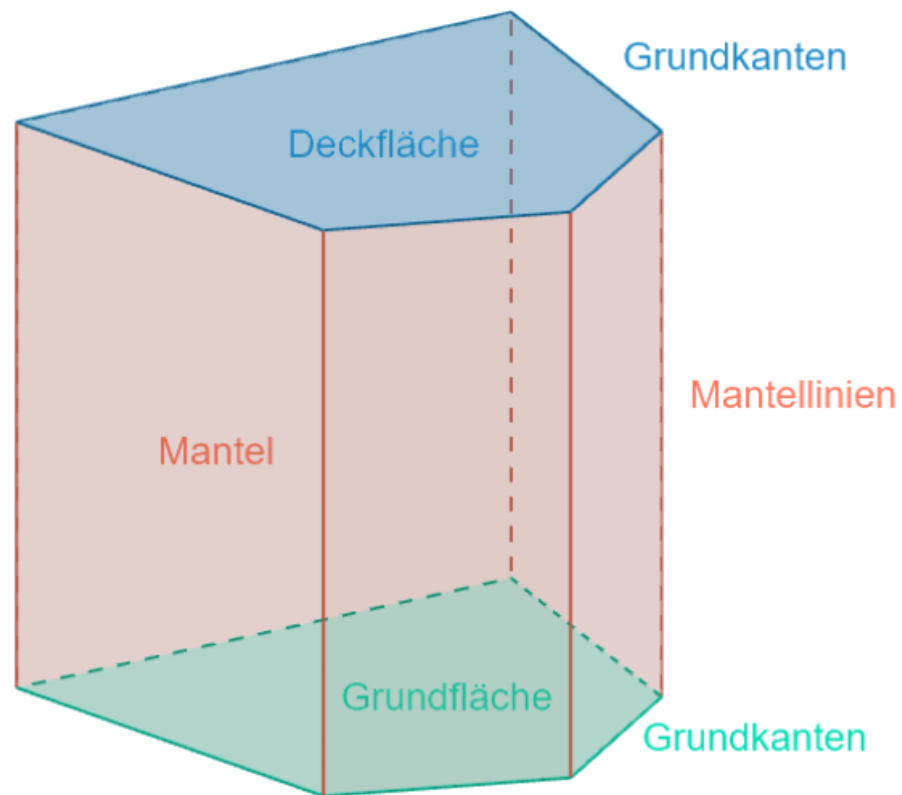 Grundkanten
Deckfläche
Mantellinien
Mantel
Grundfläche
Grundkanten